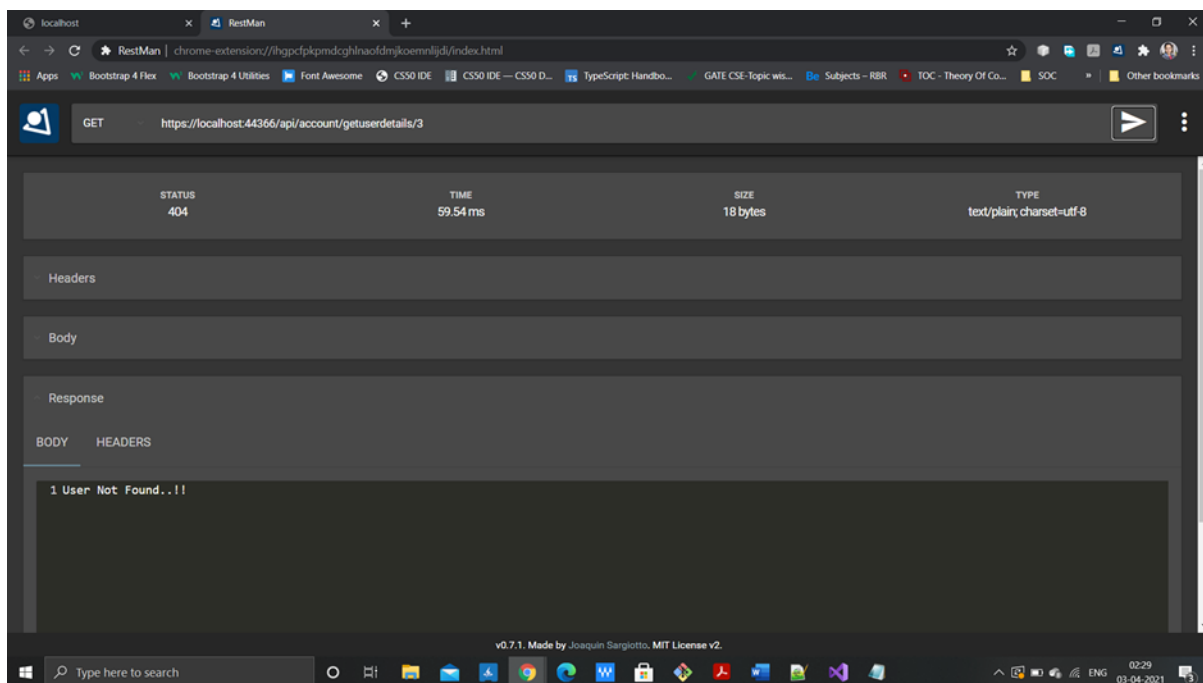 localhost
RestMan
RestMan | chrome-extension://ihgpcfpkpmdcghlnaofdmjkoemnlijdi/index.html
Apps Bootstrap 4 Flex Bootstrap 4 Utilities Font Awesome CS50 IDE CS50 IDE — CS50 D... TypeScript: Handbo... GATE CSE-Topic wis... Be Subjects – RBR TOC - Theory Of Co... SOC » Other bookmarks
GET https://localhost:44366/api/account/getuserdetails/3
STATUS TIME SIZE TYPE
404 59.54 ms 18 bytes text/plain; charset=utf-8
Headers
Body
Response
BODY HEADERS
1 User Not Found..!!
v0.7.1. Made by Joaquin Sargiotto. MIT License v2.
Type here to search
ENG
02:29
03-04-2021